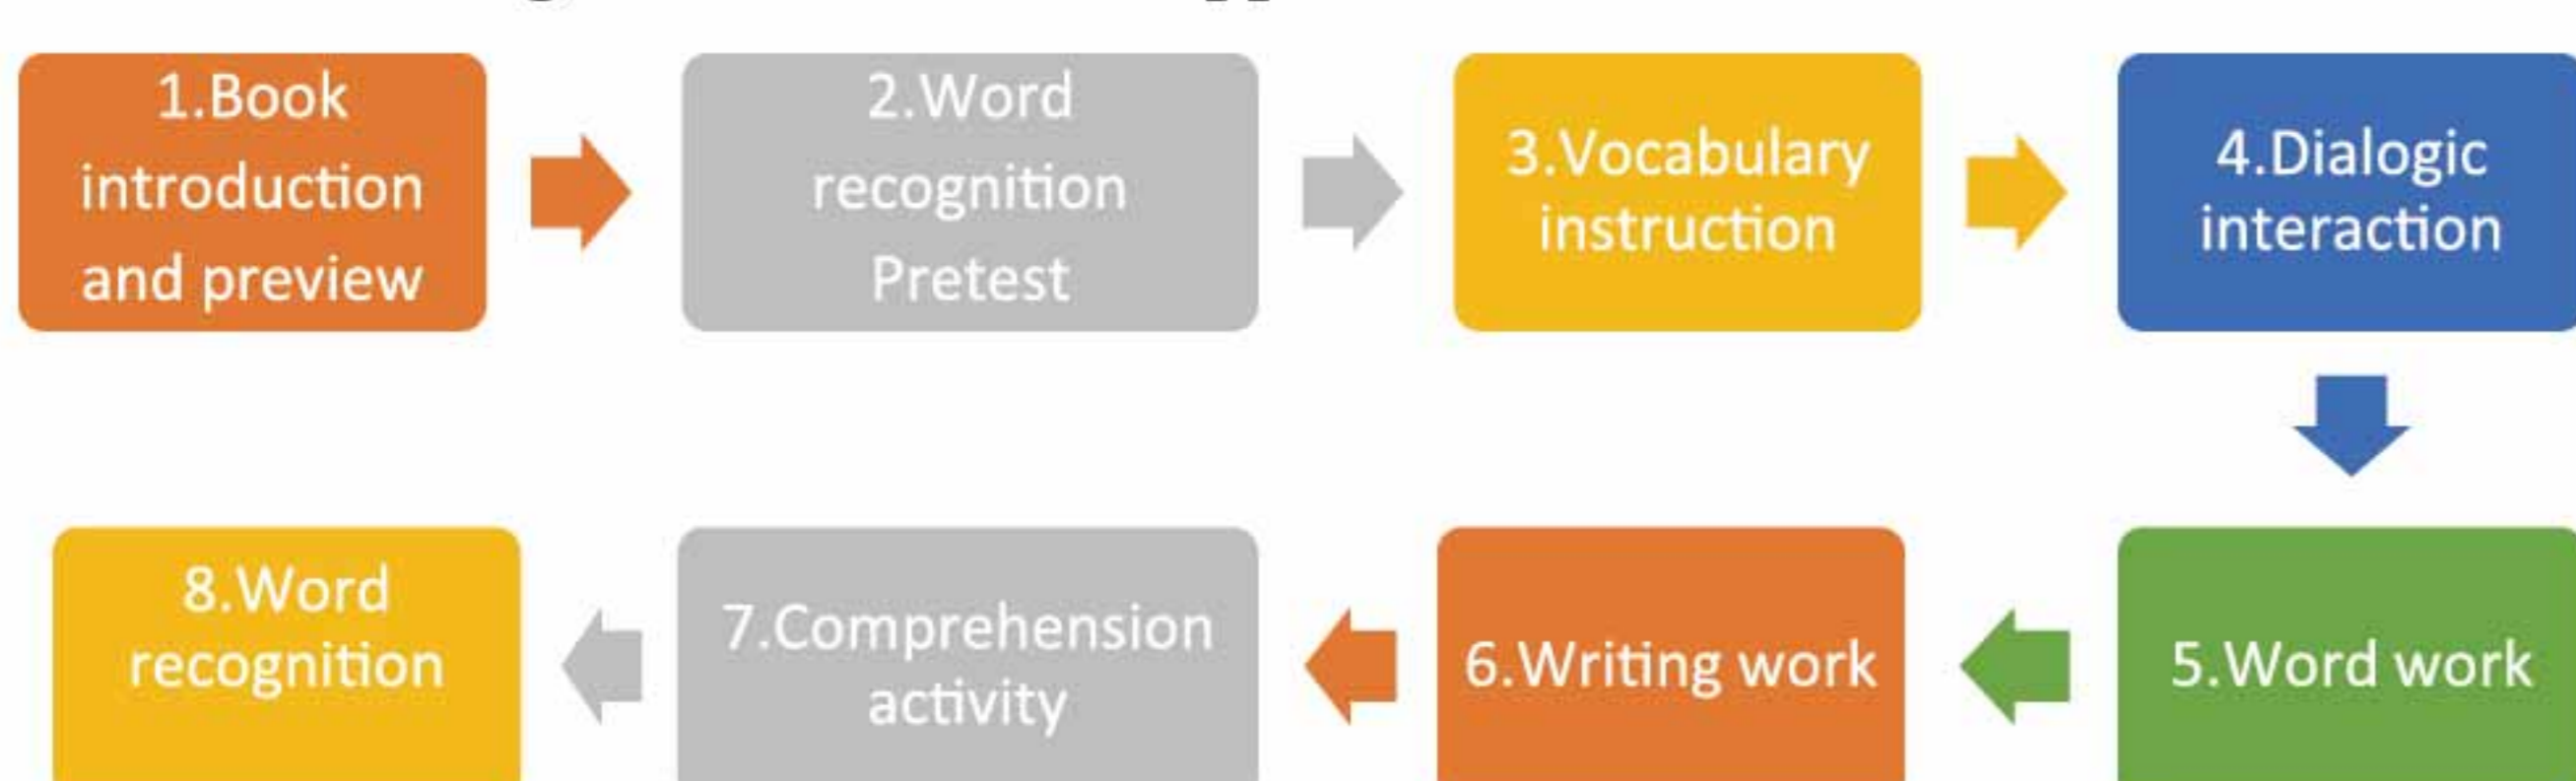 1.Book
introduction
and preview
2.Word
recognition
Pretest
3.Vocabulary
instruction
4.Dialogic
interaction
5.Word work
6.Writing work
7.Comprehension
activity
8.Word
recognition